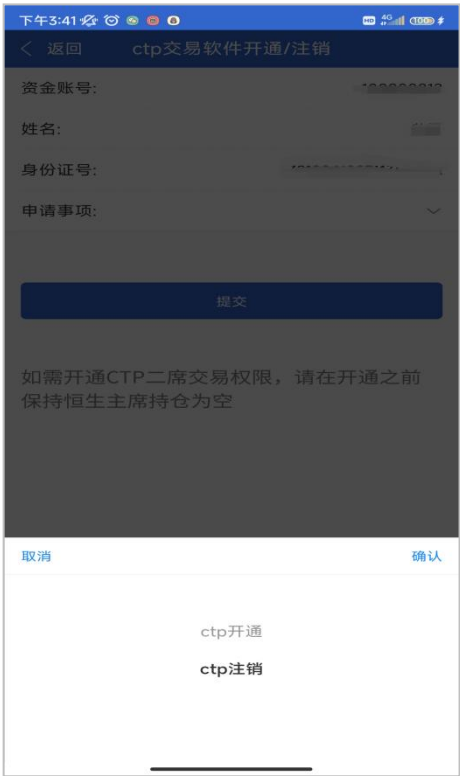 下午3:41
HD 4G 100
返回 ctp交易软件开通/注销
资金账号:
姓名:
身份证号:
申请事项:
提交
如需开通CTP二席交易权限，请在开通之前
保持恒生主席持仓为空
取消 确认
ctp开通
ctp注销